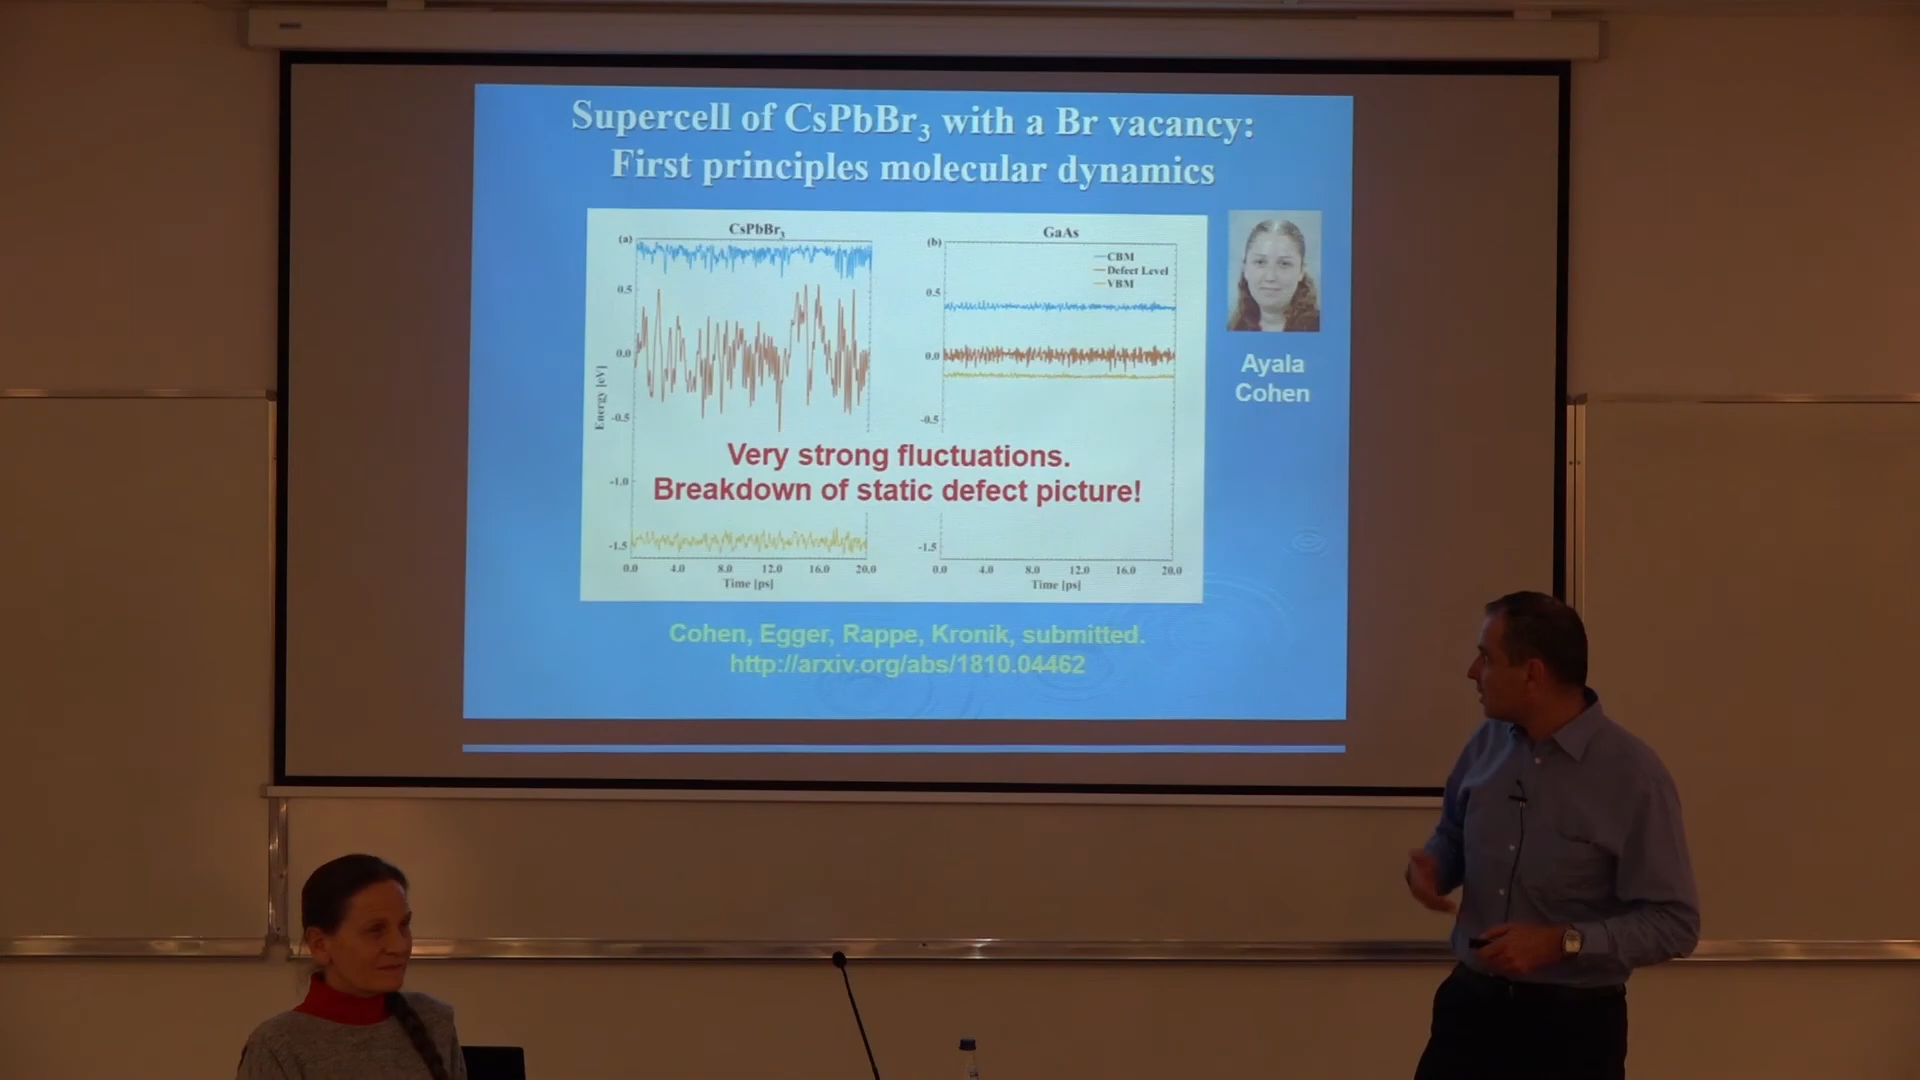 Supercell of CsPbBr3 with a Br vacancy:
First principles molecular dynamics
(a)
CsPbBr3
0.5
0.0
-0.5
-1.0
-1.5
Energy [eV]
0.0 4.0 8.0 12.0 16.0 20.0
Time [ps]
(b)
GaAs
CBM
Defect Level
VBM
0.5
0.0
-0.5
-1.5
0.0 4.0 8.0 12.0 16.0 20.0
Time [ps]
Very strong fluctuations.
Breakdown of static defect picture!
Ayala
Cohen
Cohen, Egger, Rappe, Kronik, submitted.
http://arxiv.org/abs/1810.04462